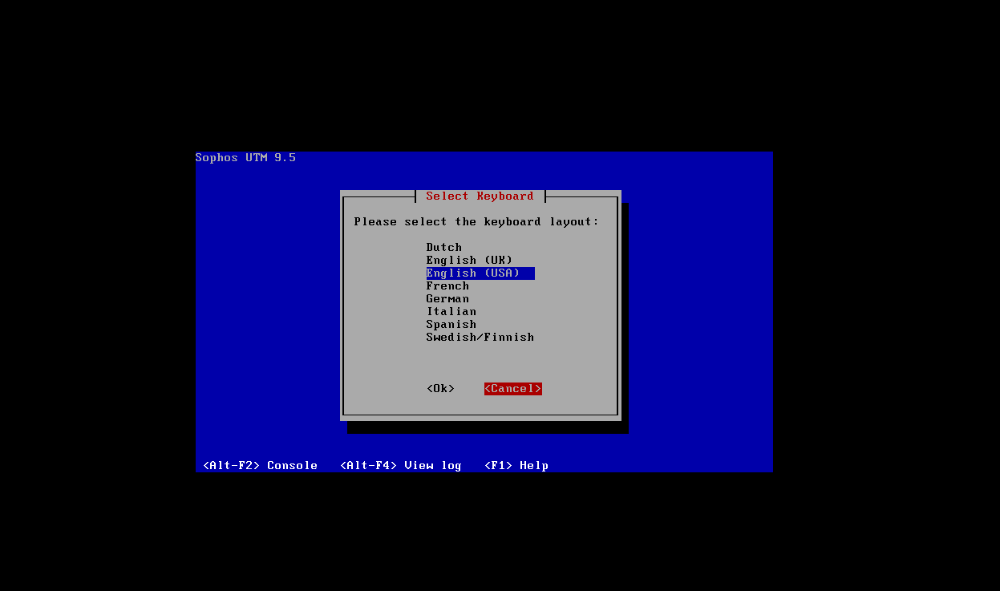 Sophos UTM 9.5
Select Keyboard
Please select the keyboard layout:
Dutch
English (UK)
English (USA)
French
German
Italian
Spanish
Swedish/Finnish
<Ok> <Cancel>
<Alt-F2> Console <Alt-F4> View log <F1> Help